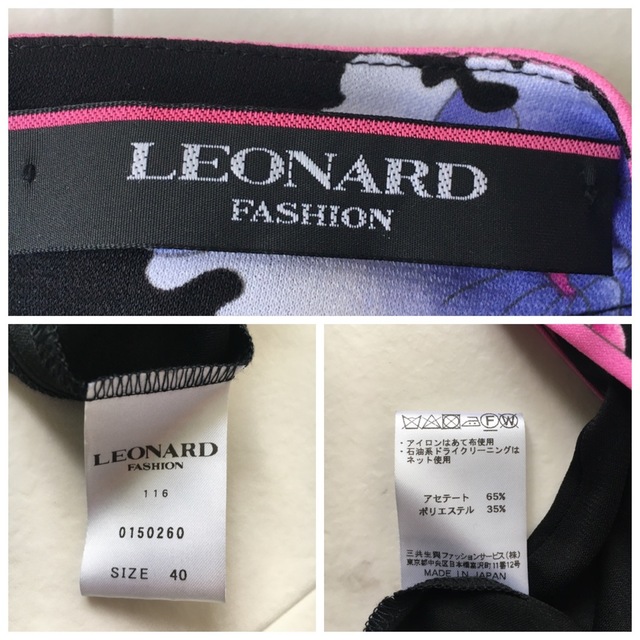 LEONARD
FASHION
LEONARD
FASHION
116
0150260
SIZE 40
F W
・アイロンはあて布使用
・石油系ドライクリーニングは
ネット使用
アセテート 65%
ポリエステル 35%
三共生興ファッションサービス(株)
東京都中央区日本橋富沢町11番12号
MADE IN JAPAN